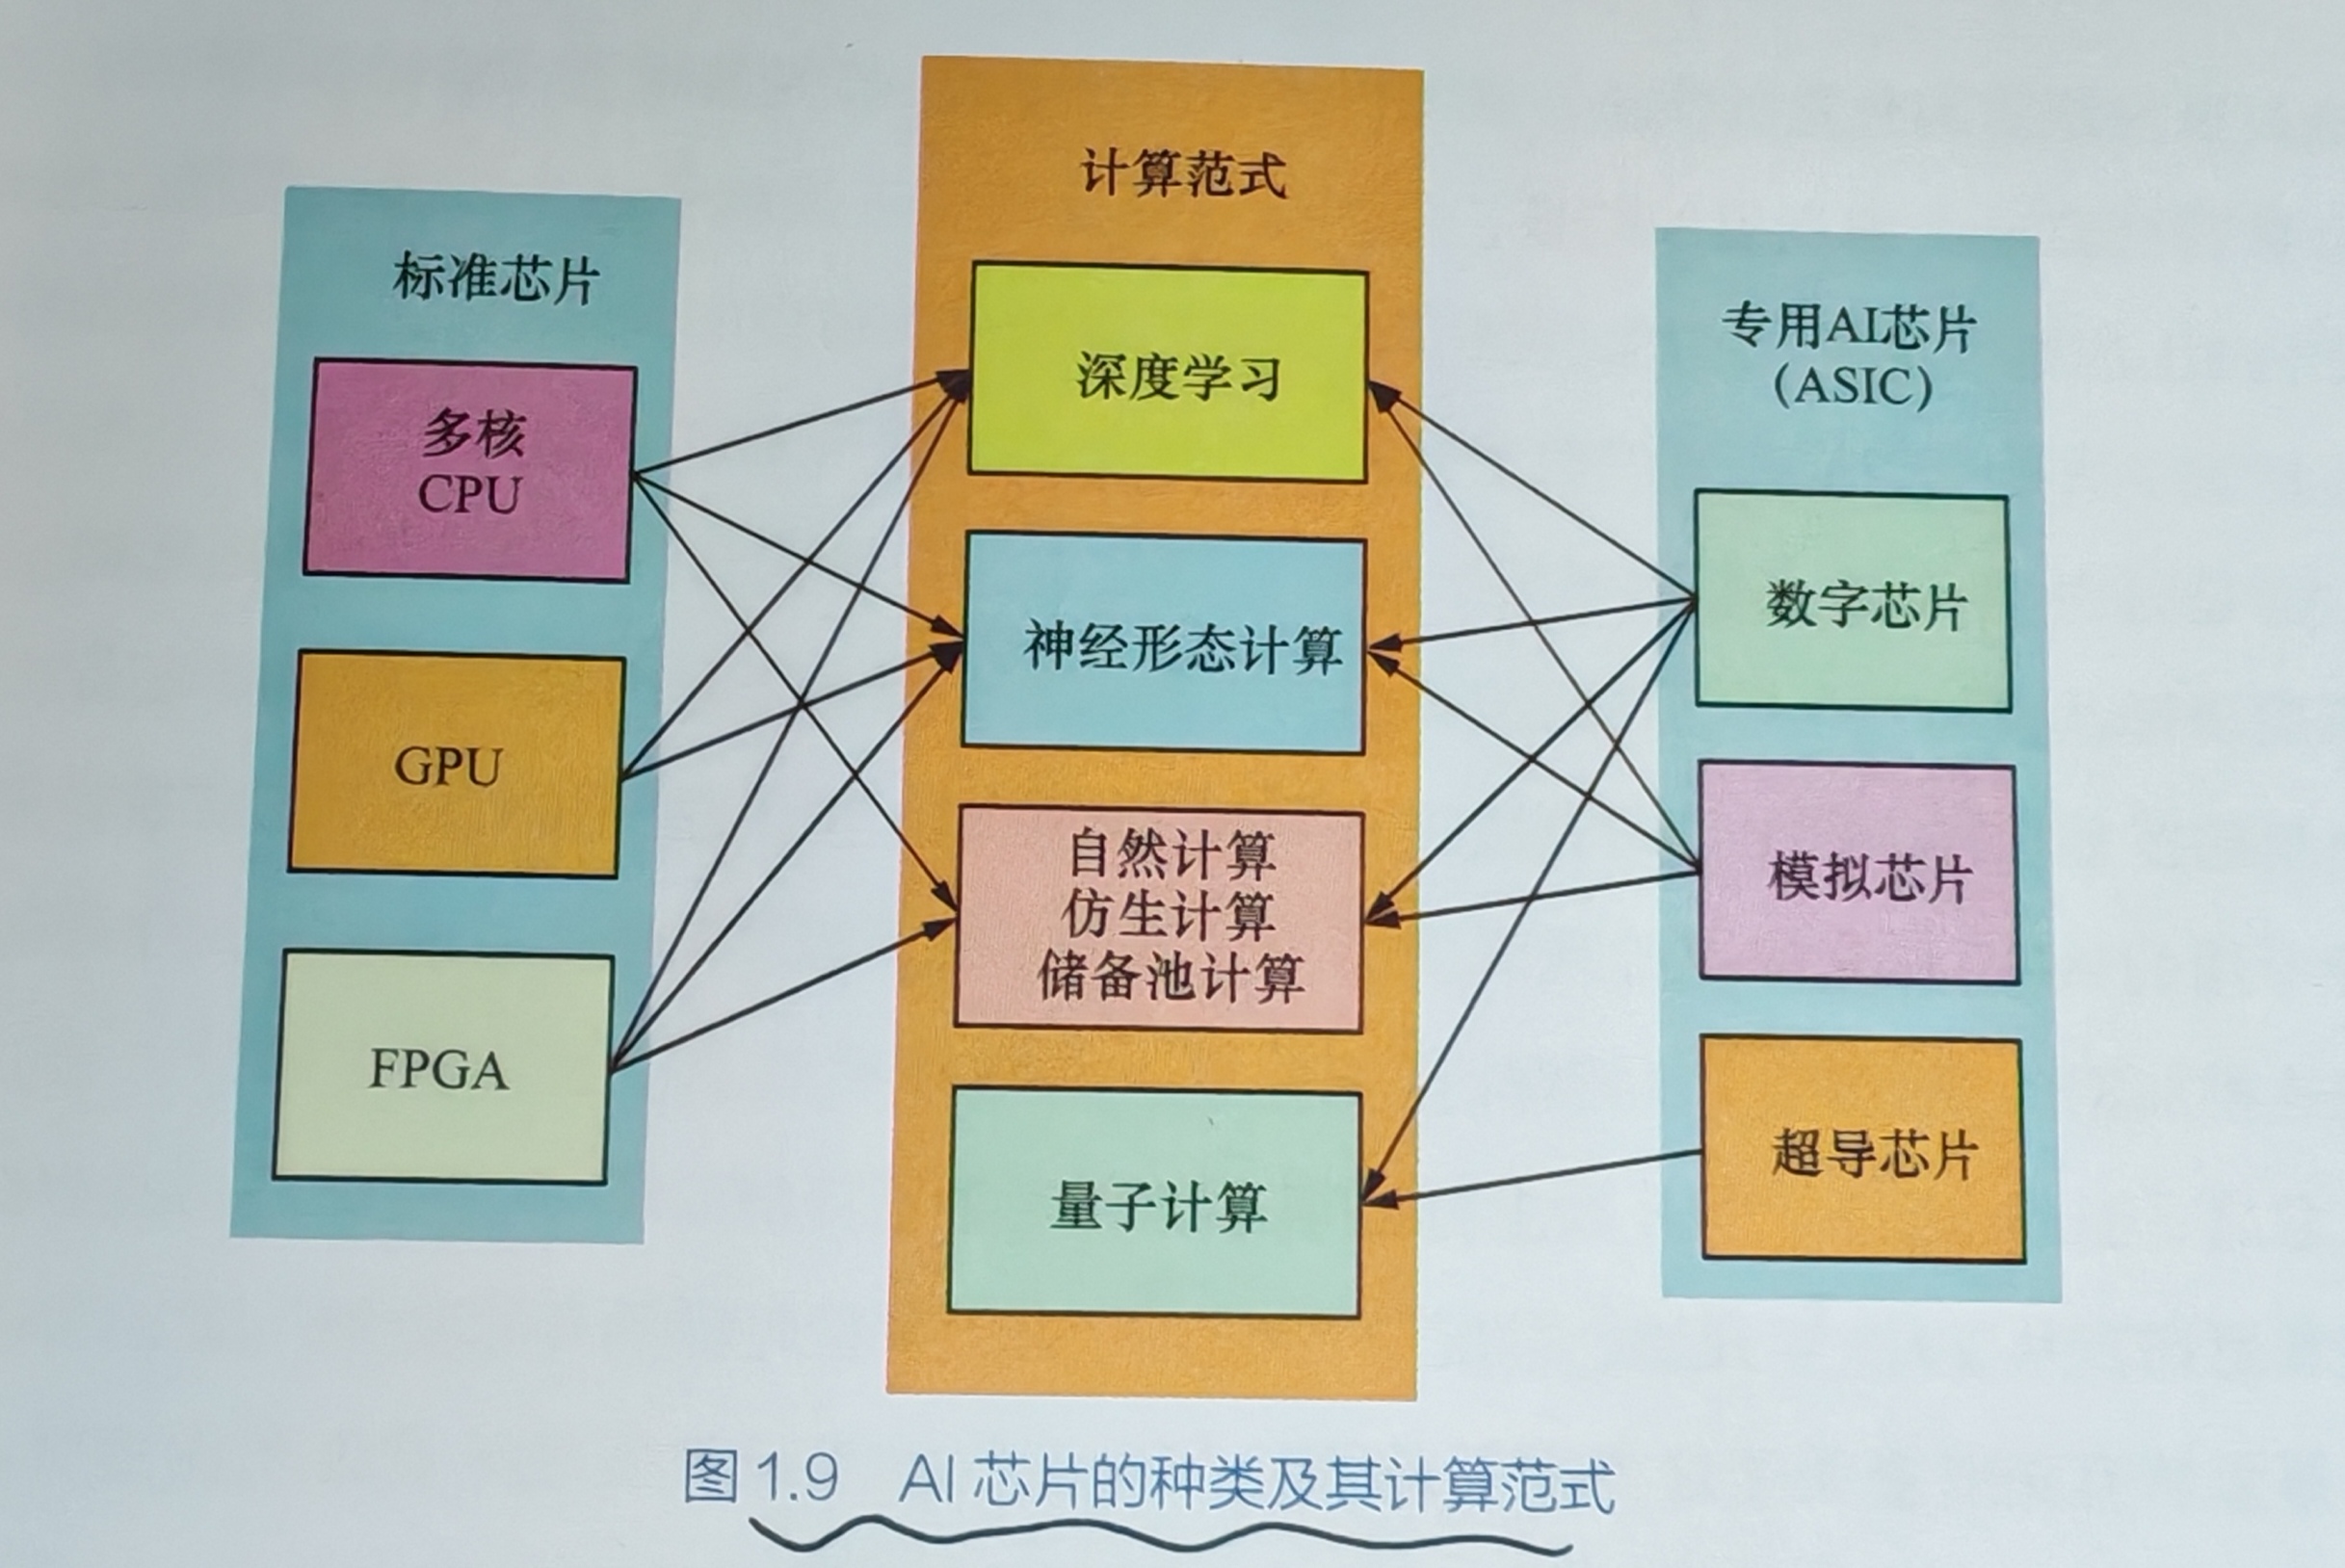 标准芯片
多核
CPU
GPU
FPGA
计算范式
深度学习
神经形态计算
自然计算
仿生计算
储备池计算
量子计算
专用AI芯片
(ASIC)
数字芯片
模拟芯片
超导芯片
图 1.9 AI 芯片的种类及其计算范式